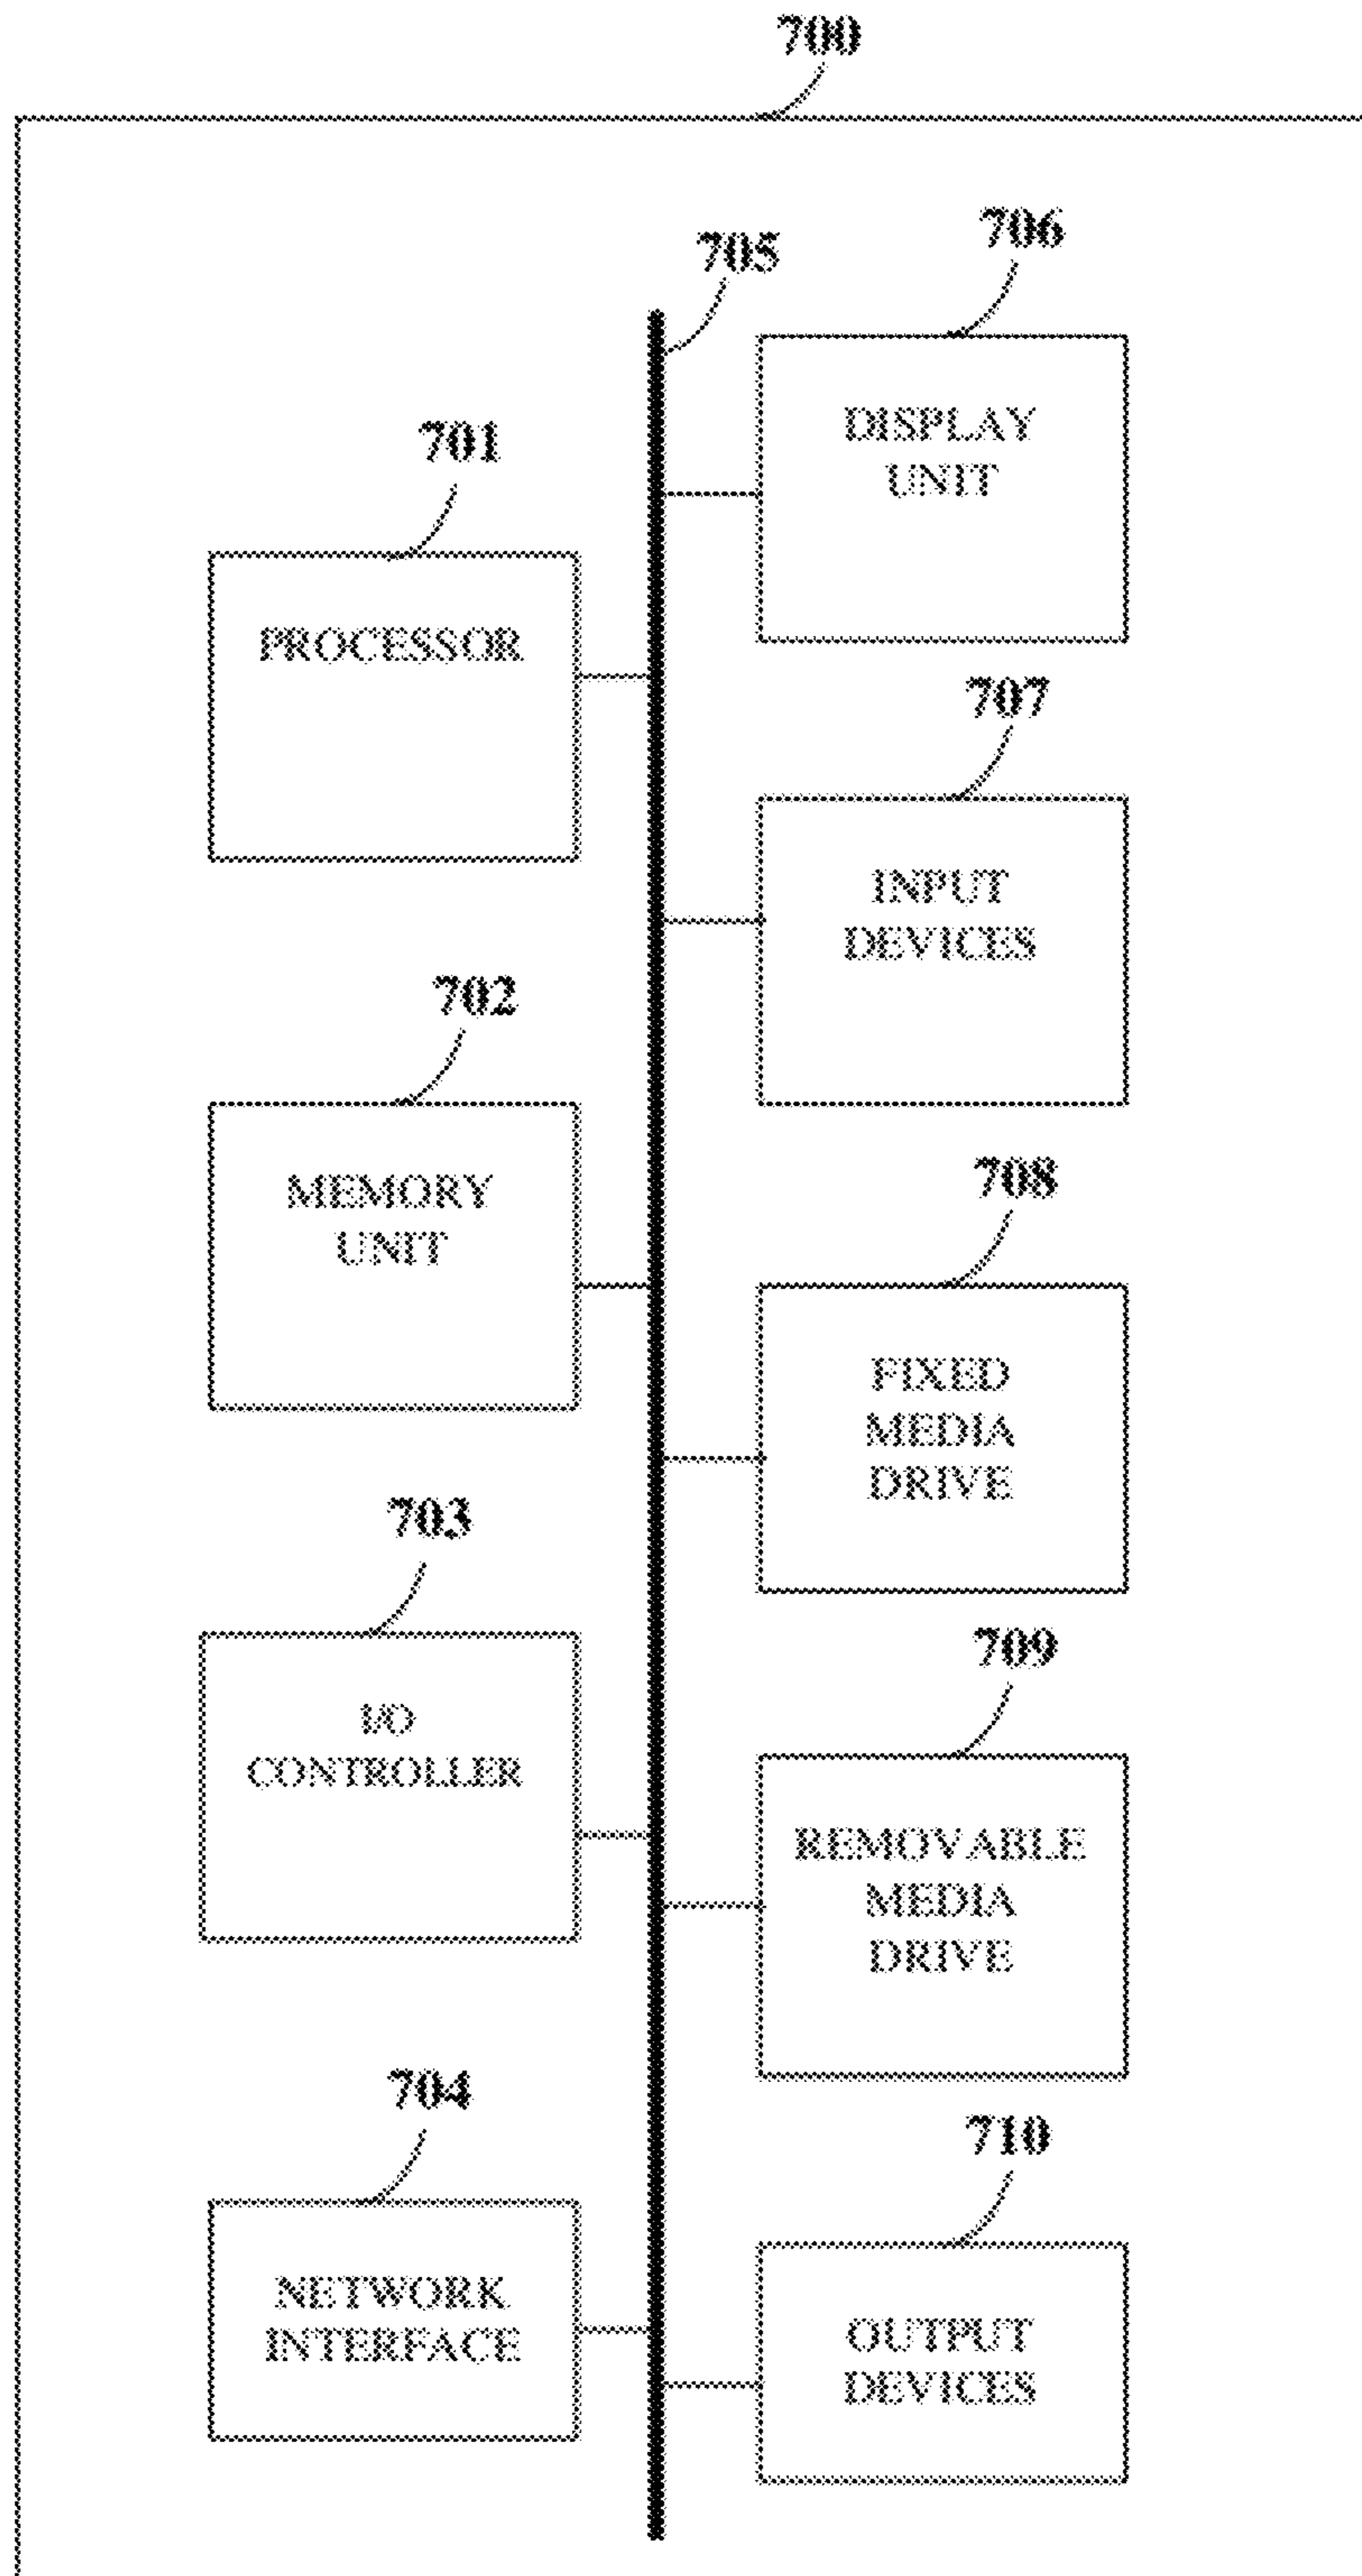 700
705
706
DISPLAY
UNIT
701
PROCESSOR
707
INPUT
DEVICES
702
MEMORY
UNIT
708
FIXED
MEDIA
DRIVE
703
I/O
CONTROLLER
709
REMOVABLE
MEDIA
DRIVE
704
NETWORK
INTERFACE
710
OUTPUT
DEVICES